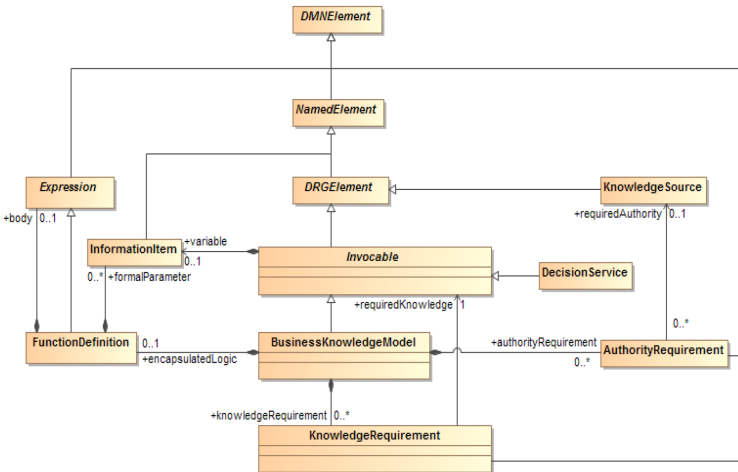 DMNElement
NamedElement
Expression
DRGElement
KnowledgeSource
+body 0..1
+requiredAuthority 0..1
+variable
InformationItem
Invocable
0..1
DecisionService
0..* +formalParameter
+requiredKnowledge 1
0..*
FunctionDefinition
0..1
BusinessKnowledgeModel
+authorityRequirement
AuthorityRequirement
+encapsulatedLogic
0..*
+knowledgeRequirement 0..*
KnowledgeRequirement